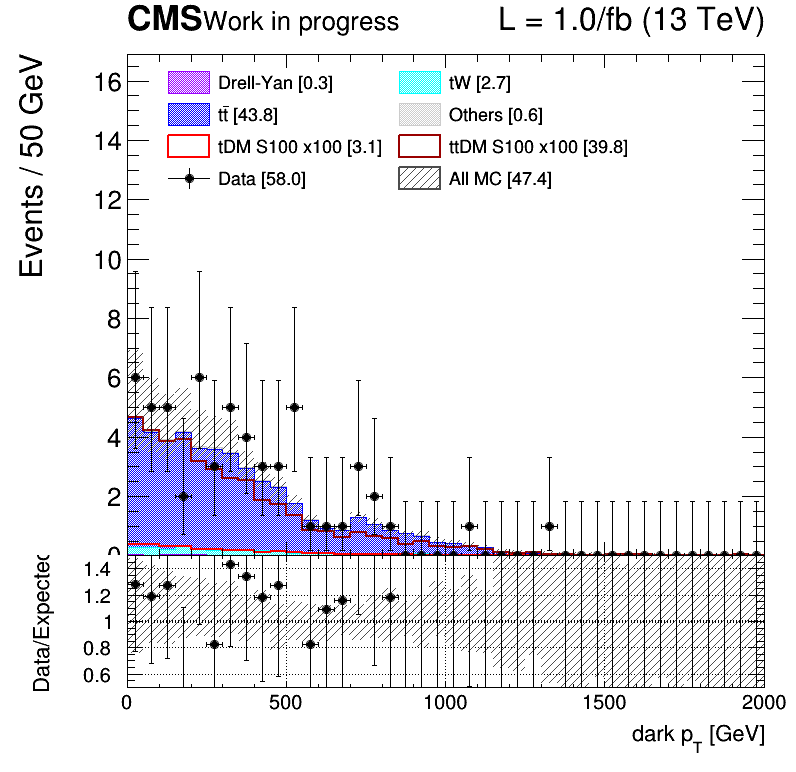 CMS Work in progress L = 1.0/fb (13 TeV)
Events / 50 GeV
16
14
12
10
8
6
4
2
0
Drell-Yan [0.3] tW [2.7]
tt̄ [43.8] Others [0.6]
tDM S100 x100 [3.1] ttDM S100 x100 [39.8]
Data [58.0] All MC [47.4]
Data/Expected
1.4
1.2
1
0.8
0.6
0 500 1000 1500 2000
dark p_T [GeV]